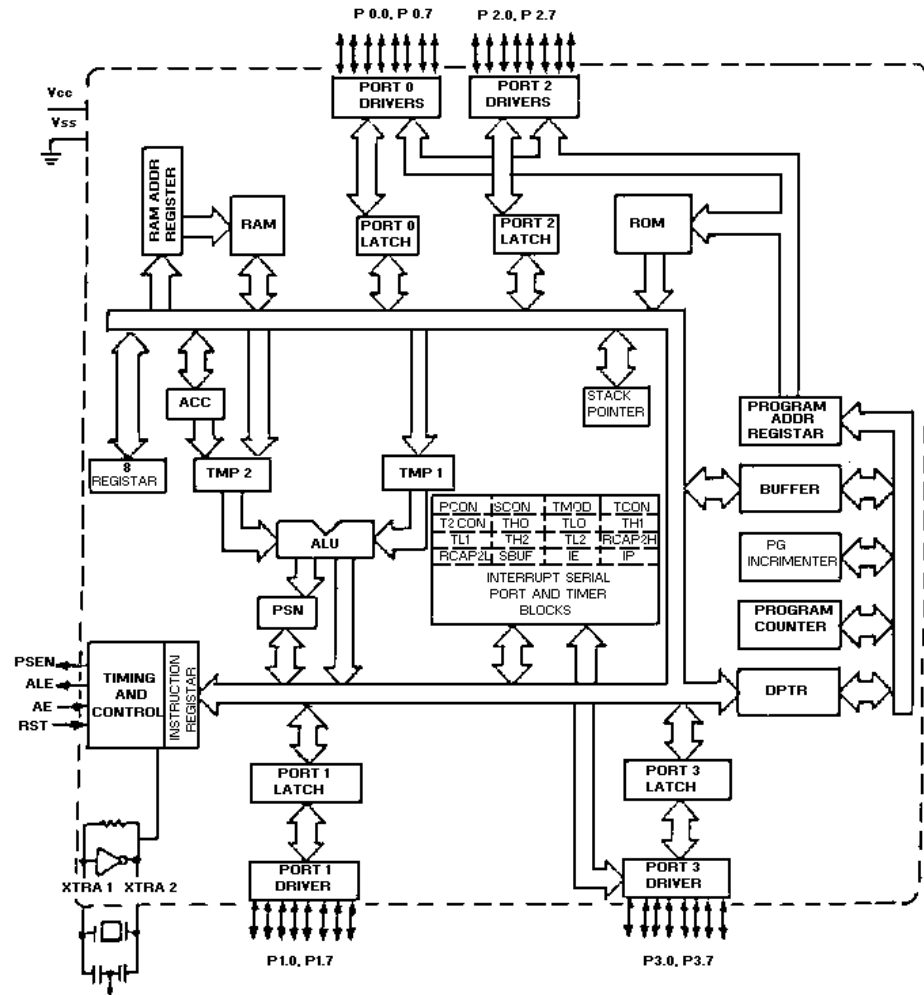 P 0.0, P 0.7
P 2.0, P 2.7
Vcc
Vss
PORT 0
DRIVERS
PORT 2
DRIVERS
RAM ADDR
REGISTER
RAM
PORT 0
LATCH
PORT 2
LATCH
ROM
ACC
STACK
POINTER
PROGRAM
ADDR
REGISTAR
8
REGISTAR
TMP 2
TMP 1
BUFFER
PCON SCON TMOD TCON
T2CON TH0 TL0 TH1
TL1 TH2 TL2 RCAP2H
RCAP2L SBUF IE IP
INTERRUPT SERIAL
PORT AND TIMER
BLOCKS
ALU
PG
INCRIMENTER
PSN
PROGRAM
COUNTER
PSEN
ALE
AE
RST
TIMING
AND
CONTROL
INSTRUCTION
REGISTAR
DPTR
PORT 1
LATCH
PORT 3
LATCH
XTRA 1 XTRA 2
PORT 1
DRIVER
PORT 3
DRIVER
P1.0, P1.7
P3.0, P3.7